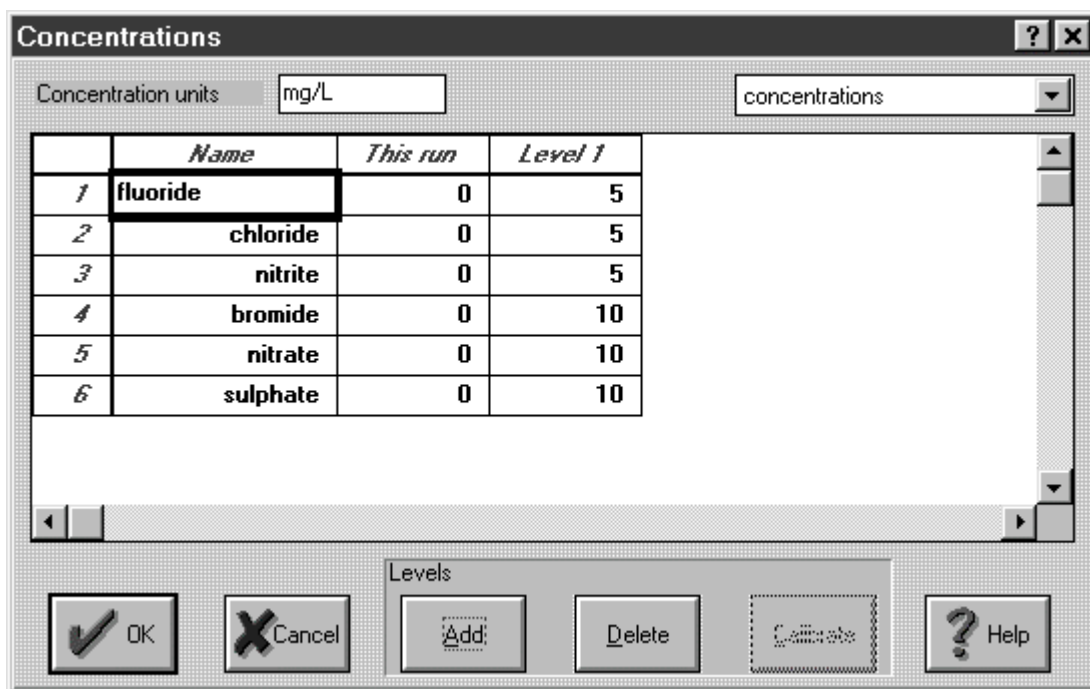 Concentrations
Concentration units mg/L concentrations
Name This run Level 1
1 fluoride 0 5
2 chloride 0 5
3 nitrite 0 5
4 bromide 0 10
5 nitrate 0 10
6 sulphate 0 10
Levels
OK Cancel Add Delete Calibrate Help